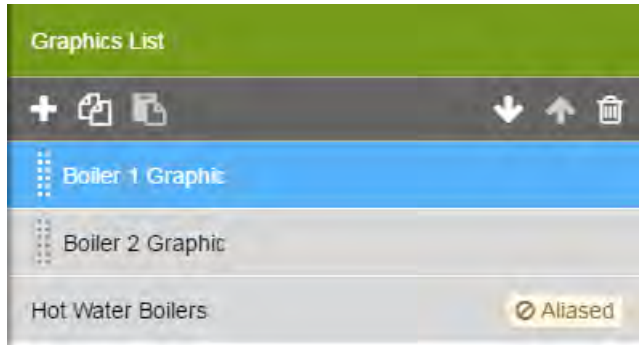 Graphics List
Boiler 1 Graphic
Boiler 2 Graphic
Hot Water Boilers Aliased